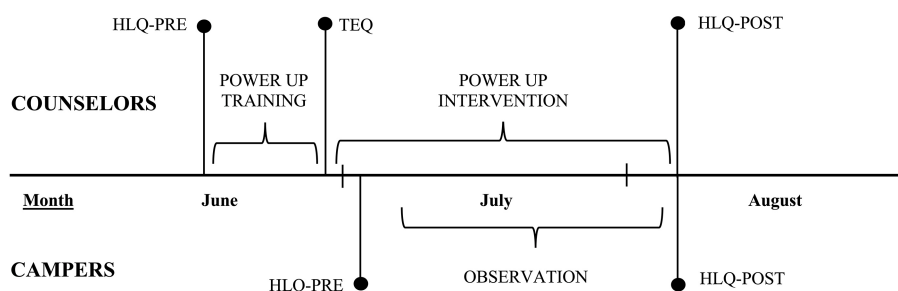 HLQ-PRE
TEQ
HLQ-POST
POWER UP
TRAINING
POWER UP
INTERVENTION
COUNSELORS
Month
June
July
August
CAMPERS
HLQ-PRE
OBSERVATION
HLQ-POST